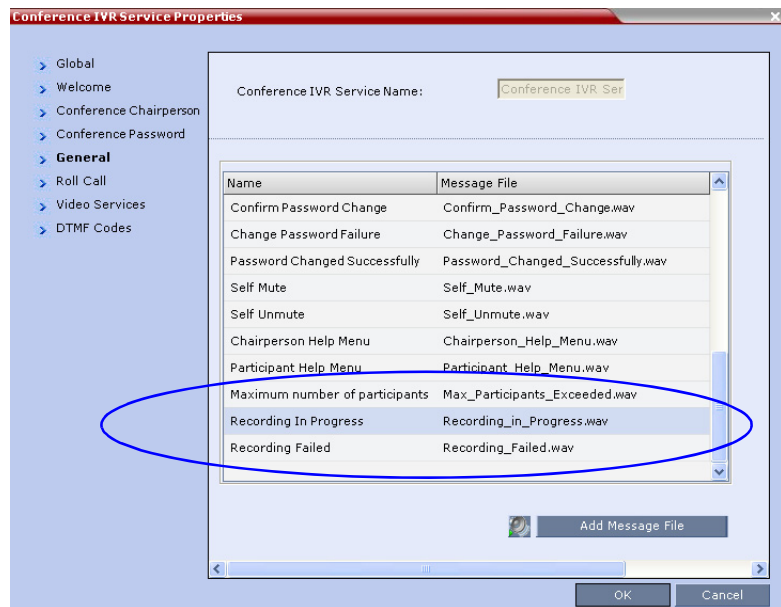 Conference IVR Service Properties
Global
Welcome
Conference Chairperson
Conference Password
General
Roll Call
Video Services
DTMF Codes
Conference IVR Service Name: Conference IVR Ser
Name Message File
Confirm Password Change Confirm_Password_Change.wav
Change Password Failure Change_Password_Failure.wav
Password Changed Successfully Password_Changed_Successfully.wav
Self Mute Self_Mute.wav
Self Unmute Self_Unmute.wav
Chairperson Help Menu Chairperson_Help_Menu.wav
Participant Help Menu Participant_Help_Menu.wav
Maximum number of participants Max_Participants_Exceeded.wav
Recording In Progress Recording_in_Progress.wav
Recording Failed Recording_Failed.wav
Add Message File
OK Cancel